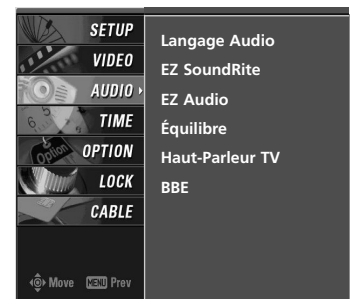 SETUP
VIDEO
AUDIO
TIME
OPTION
LOCK
CABLE
Move MENU Prev
Langage Audio
EZ SoundRite
EZ Audio
Équilibre
Haut-Parleur TV
BBE